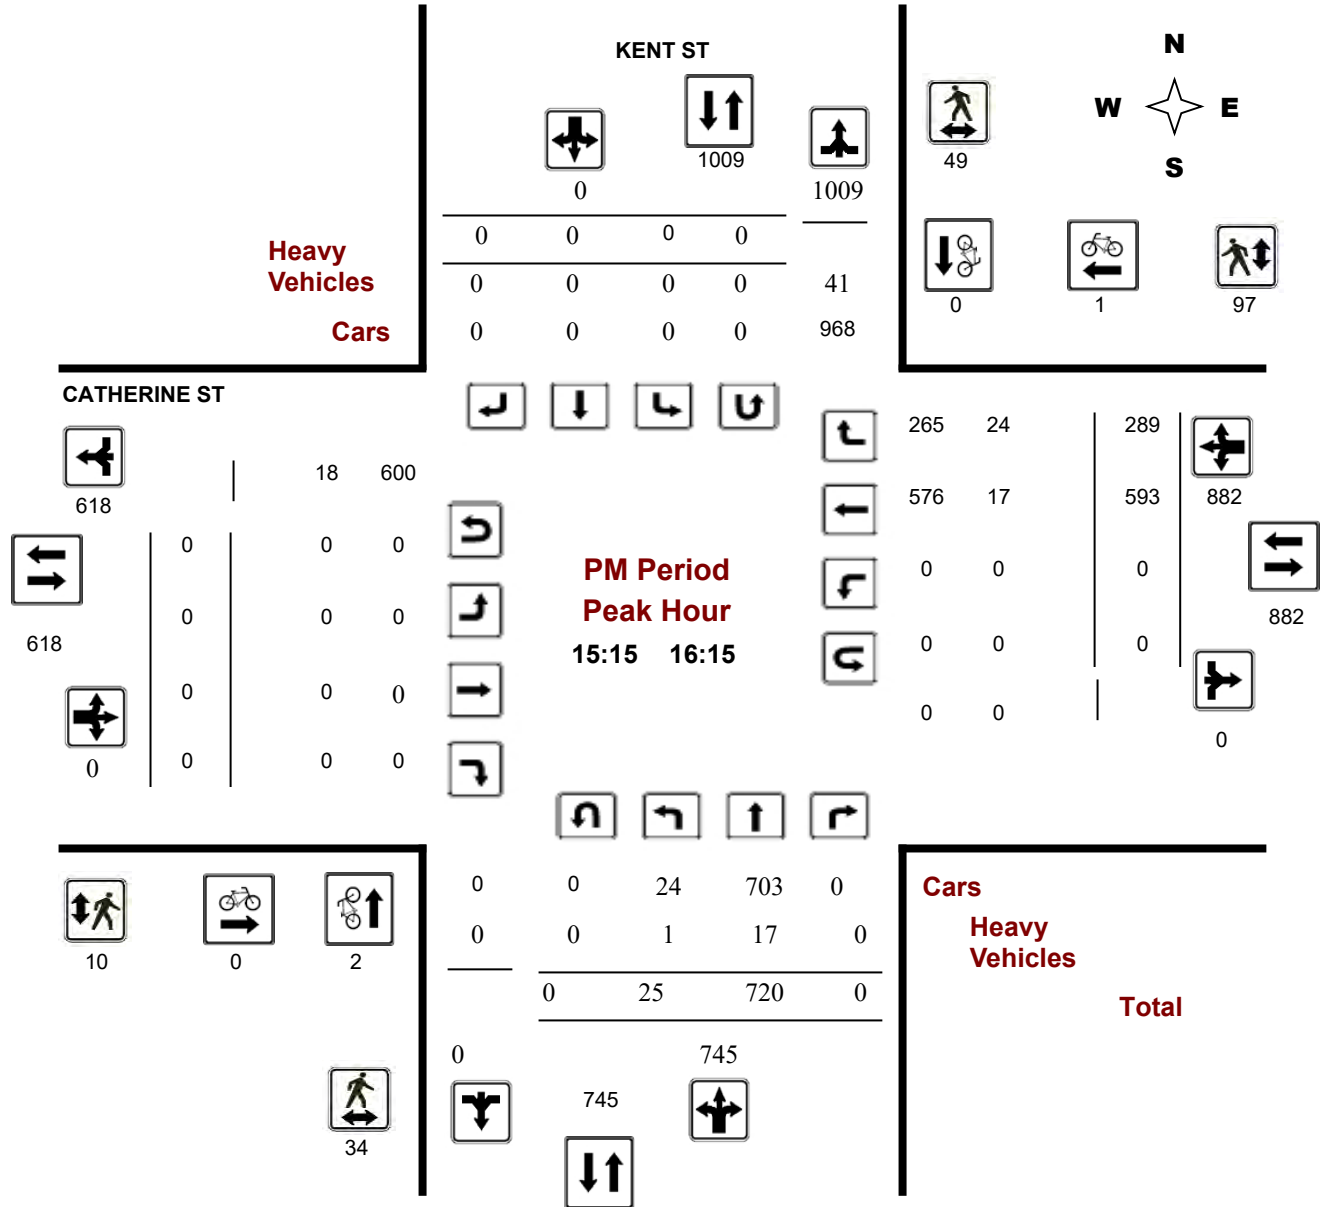 KENT ST
N
W E
S
1009
49
0
1009
0 0 0 0
Heavy
Vehicles
0 0 0 0 41
Cars
0 0 0 0 968
0 1 97
CATHERINE ST
618
18 600
0 0 0
618
0 0 0
0 0 0
0
0 0 0
265 24 289
576 17 593 882
0 0 0
882
0 0 0
0 0
0
PM Period
Peak Hour
15:15 16:15
0 0 24 703 0
0 0 1 17 0
0 25 720 0
0 745
745
10 0 2
34
Cars
Heavy
Vehicles
Total